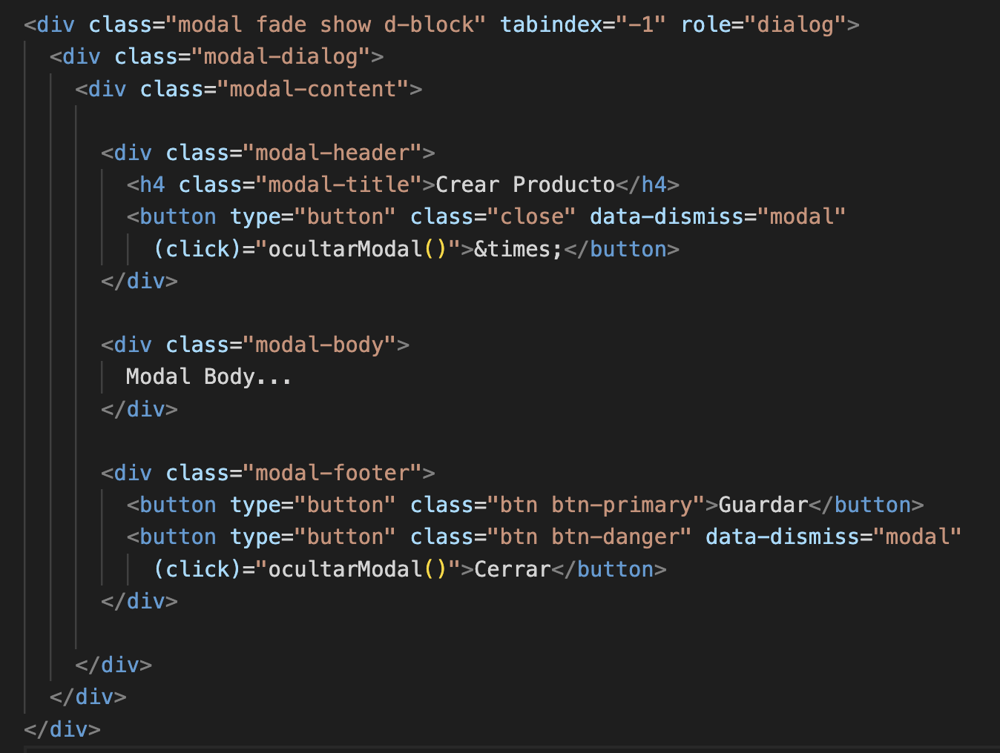 <div class="modal fade show d-block" tabindex="-1" role="dialog">
<div class="modal-dialog">
<div class="modal-content">
<div class="modal-header">
<h4 class="modal-title">Crear Producto</h4>
<button type="button" class="close" data-dismiss="modal"
(click)="ocultarModal()">&times;</button>
</div>
<div class="modal-body">
Modal Body...
</div>
<div class="modal-footer">
<button type="button" class="btn btn-primary">Guardar</button>
<button type="button" class="btn btn-danger" data-dismiss="modal"
(click)="ocultarModal()">Cerrar</button>
</div>
</div>
</div>
</div>